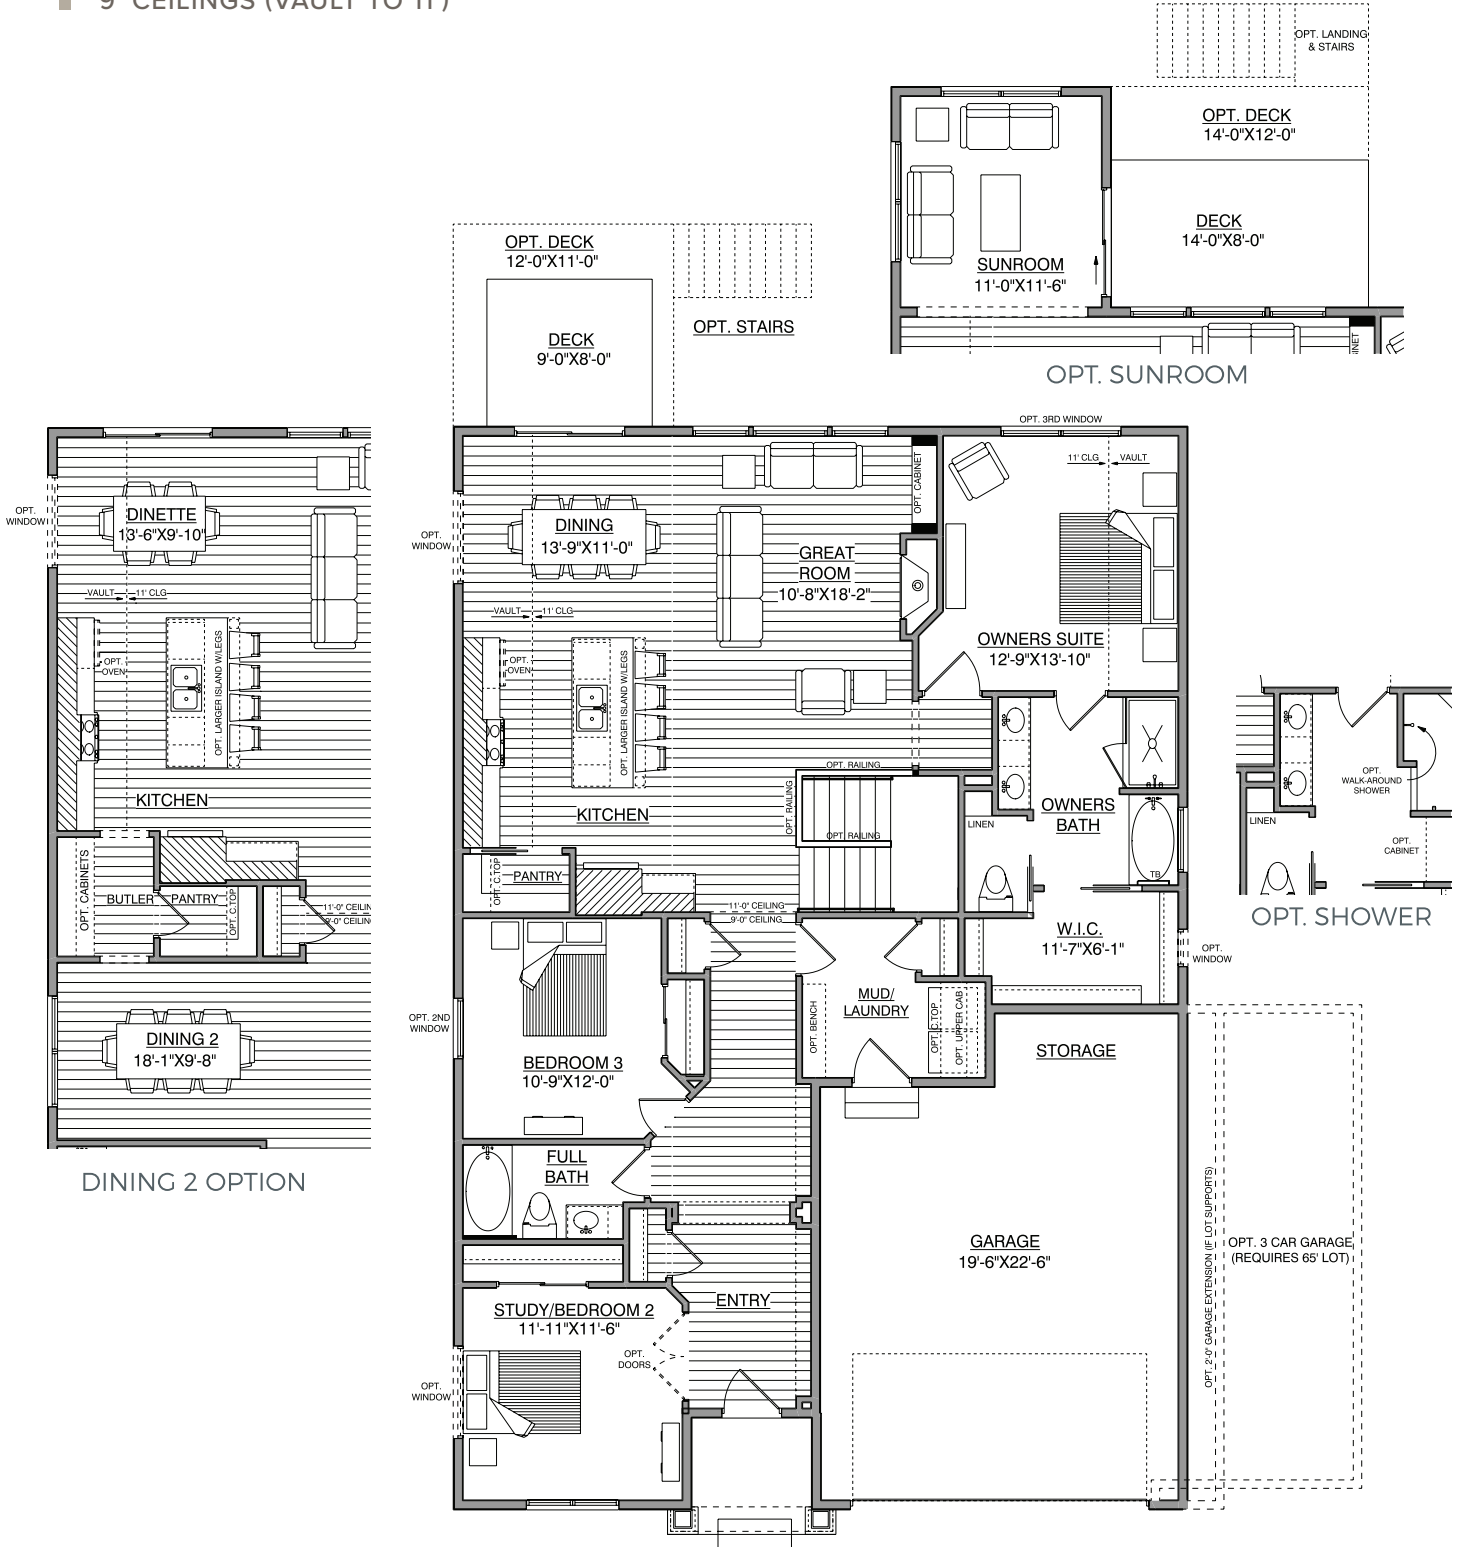 9' CEILINGS (VAULT TO 11')
OPT. LANDING
& STAIRS
OPT. DECK
14'-0"X12'-0"
DECK
14'-0"X8'-0"
SUNROOM
11'-0"X11'-6"
OPT. SUNROOM
OPT. DECK
12'-0"X11'-0"
DECK
9'-0"X8'-0"
OPT. STAIRS
OPT.
WINDOW
DINETTE
13'-6"X9'-10"
VAULT
11' CLG
OPT.
OVEN
OPT. LARGER ISLAND W/LEGS
KITCHEN
OPT. CABINETS
BUTLER
PANTRY
OPT. C.TOP
11'-0" CEILIN
9'-0" CEILIN
DINING 2
18'-1"X9'-8"
DINING 2 OPTION
OPT. 3RD WINDOW
11' CLG
VAULT
OPT. CABINET
OPT.
WINDOW
DINING
13'-9"X11'-0"
GREAT
ROOM
10'-8"X18'-2"
VAULT
11' CLG
OWNERS SUITE
12'-9"X13'-10"
OPT.
OVEN
OPT. LARGER ISLAND W/LEGS
KITCHEN
OPT. RAILING
OPT. RAILING
OPT. RAILING
OWNERS
BATH
LINEN
TB
OPT. C.TOP
PANTRY
11'-0" CEILING
9'-0" CEILING
W.I.C.
11'-7"X6'-1"
OPT.
WINDOW
OPT. 2ND
WINDOW
MUD/
LAUNDRY
OPT. BENCH
OPT. C.TOP
OPT. UPPER CAB
BEDROOM 3
10'-9"X12'-0"
STORAGE
FULL
BATH
GARAGE
19'-6"X22'-6"
OPT. 2'-0" GARAGE EXTENSION (IF LOT SUPPORTS)
OPT. 3 CAR GARAGE
(REQUIRES 65' LOT)
ENTRY
STUDY/BEDROOM 2
11'-11"X11'-6"
OPT.
DOORS
OPT.
WINDOW
OPT.
WALK-AROUND
SHOWER
LINEN
OPT.
CABINET
OPT. SHOWER
INET